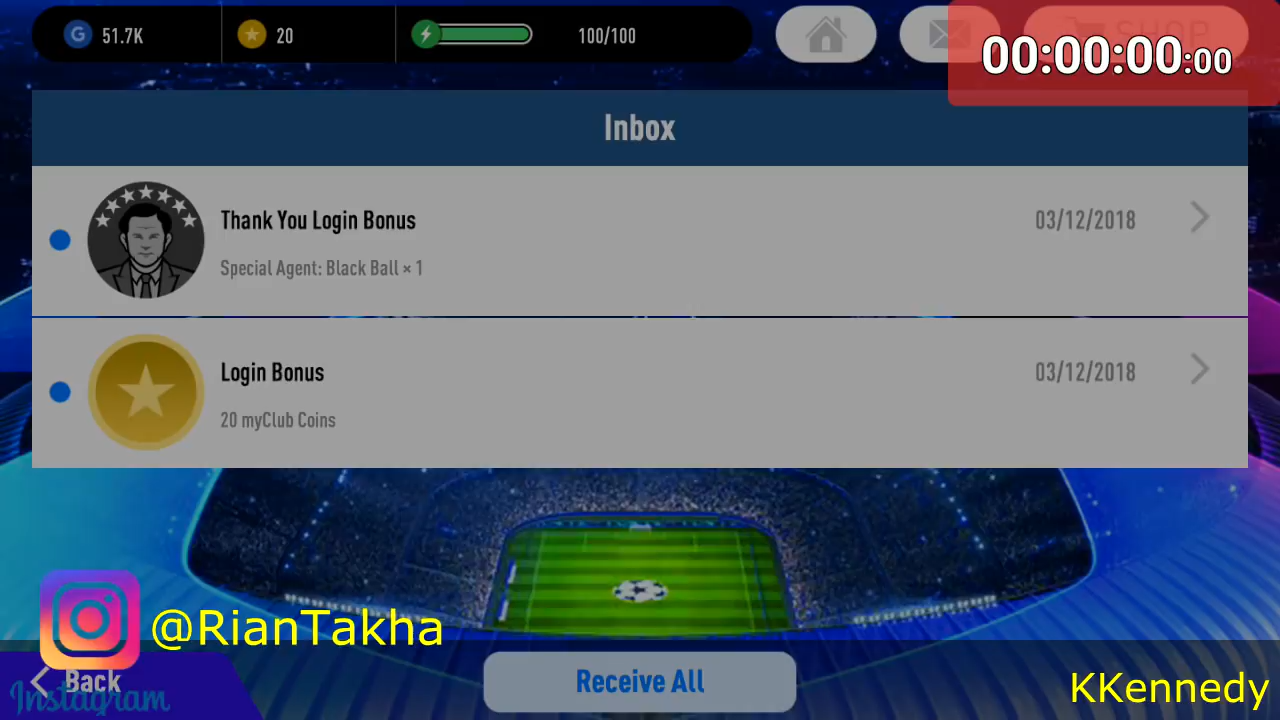 G 51.7K 20 100/100 SHOP
00:00:00:00
Inbox
Thank You Login Bonus 03/12/2018
Special Agent: Black Ball × 1
Login Bonus 03/12/2018
20 myClub Coins
@RianTakha
Back
Instagram
Receive All
KKennedy